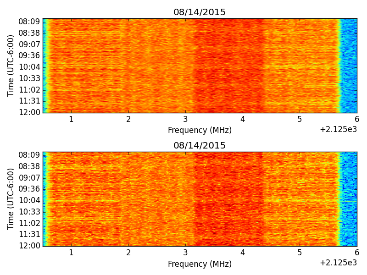 08/14/2015
08:09
08:38
09:07
09:36
10:04
10:33
11:02
11:31
12:00
Time (UTC-6:00)
1 2 3 4 5 6
Frequency (MHz)
+2.125e3
08/14/2015
08:09
08:38
09:07
09:36
10:04
10:33
11:02
11:31
12:00
Time (UTC-6:00)
1 2 3 4 5 6
Frequency (MHz)
+2.125e3